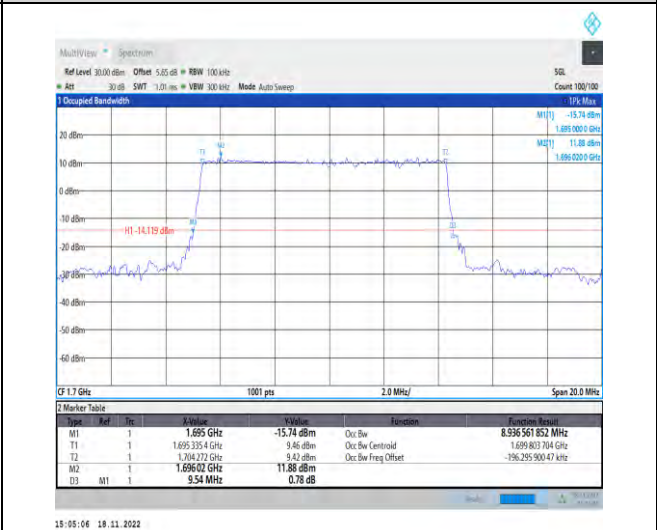 MultiView Spectrum
Ref Level 30.00 dBm Offset 5.85 dB RBW 100 kHz SGL
Att 30 dB SWT 1.01 ms VBW 300 kHz Mode Auto Sweep Count 100/100
1 Occupied Bandwidth 1Pk Max
M1[1] -15.74 dBm
1.695 000 0 GHz
20 dBm
M2[1] 11.88 dBm
1.896 020 0 GHz
T1 M2 T2
10 dBm
0 dBm
-10 dBm
H1 -14.119 dBm
-20 dBm
-30 dBm
-40 dBm
-50 dBm
-60 dBm
CF 1.7 GHz 1001 pts 2.0 MHz/ Span 20.0 MHz
2 Marker Table
Type Ref Trc X-Value Y-Value Function Function Result
M1 1 1.695 GHz -15.74 dBm Occ Bw 8.936 561 852 MHz
T1 1 1.695 335 4 GHz 9.46 dBm Occ Bw Centroid 1.699 803 704 GHz
T2 1 1.704 272 GHz 9.42 dBm Occ Bw Freq Offset -196.295 900 47 kHz
M2 1 1.696 02 GHz 11.88 dBm
D3 M1 1 9.54 MHz 0.78 dB
15:05:06 18.11.2022